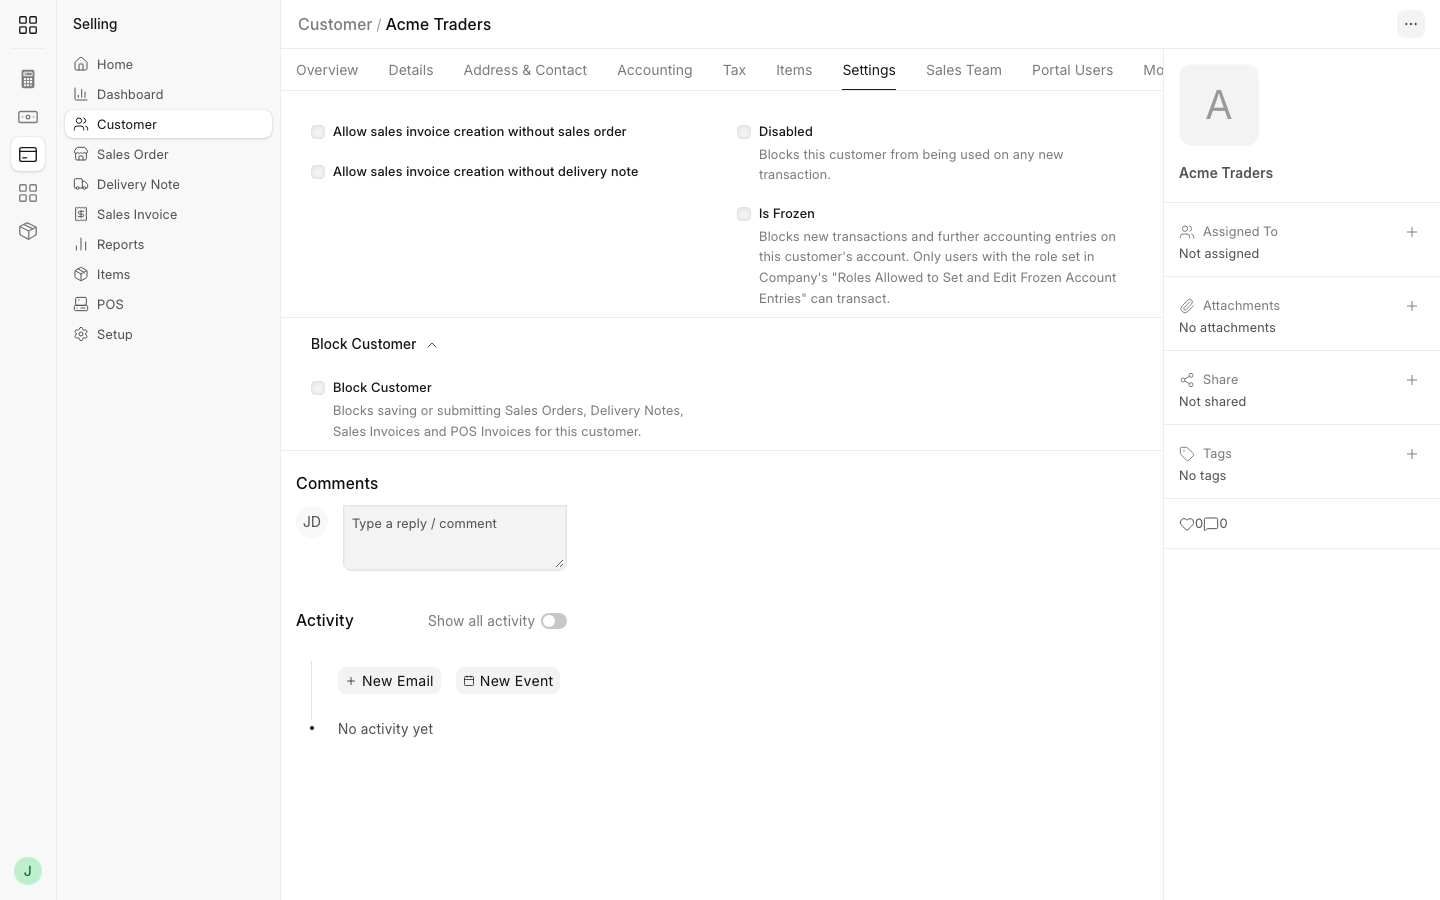 Selling
Home
Dashboard
Customer
Sales Order
Delivery Note
Sales Invoice
Reports
Items
POS
Setup
J
Customer / Acme Traders
Overview Details Address & Contact Accounting Tax Items Settings Sales Team Portal Users Mo
Allow sales invoice creation without sales order
Allow sales invoice creation without delivery note
Disabled
Blocks this customer from being used on any new
transaction.
Is Frozen
Blocks new transactions and further accounting entries on
this customer's account. Only users with the role set in
Company's "Roles Allowed to Set and Edit Frozen Account
Entries" can transact.
Block Customer
Block Customer
Blocks saving or submitting Sales Orders, Delivery Notes,
Sales Invoices and POS Invoices for this customer.
Comments
JD
Type a reply / comment
Activity
Show all activity
New Email
New Event
No activity yet
A
Acme Traders
Assigned To
Not assigned
Attachments
No attachments
Share
Not shared
Tags
No tags
0 0